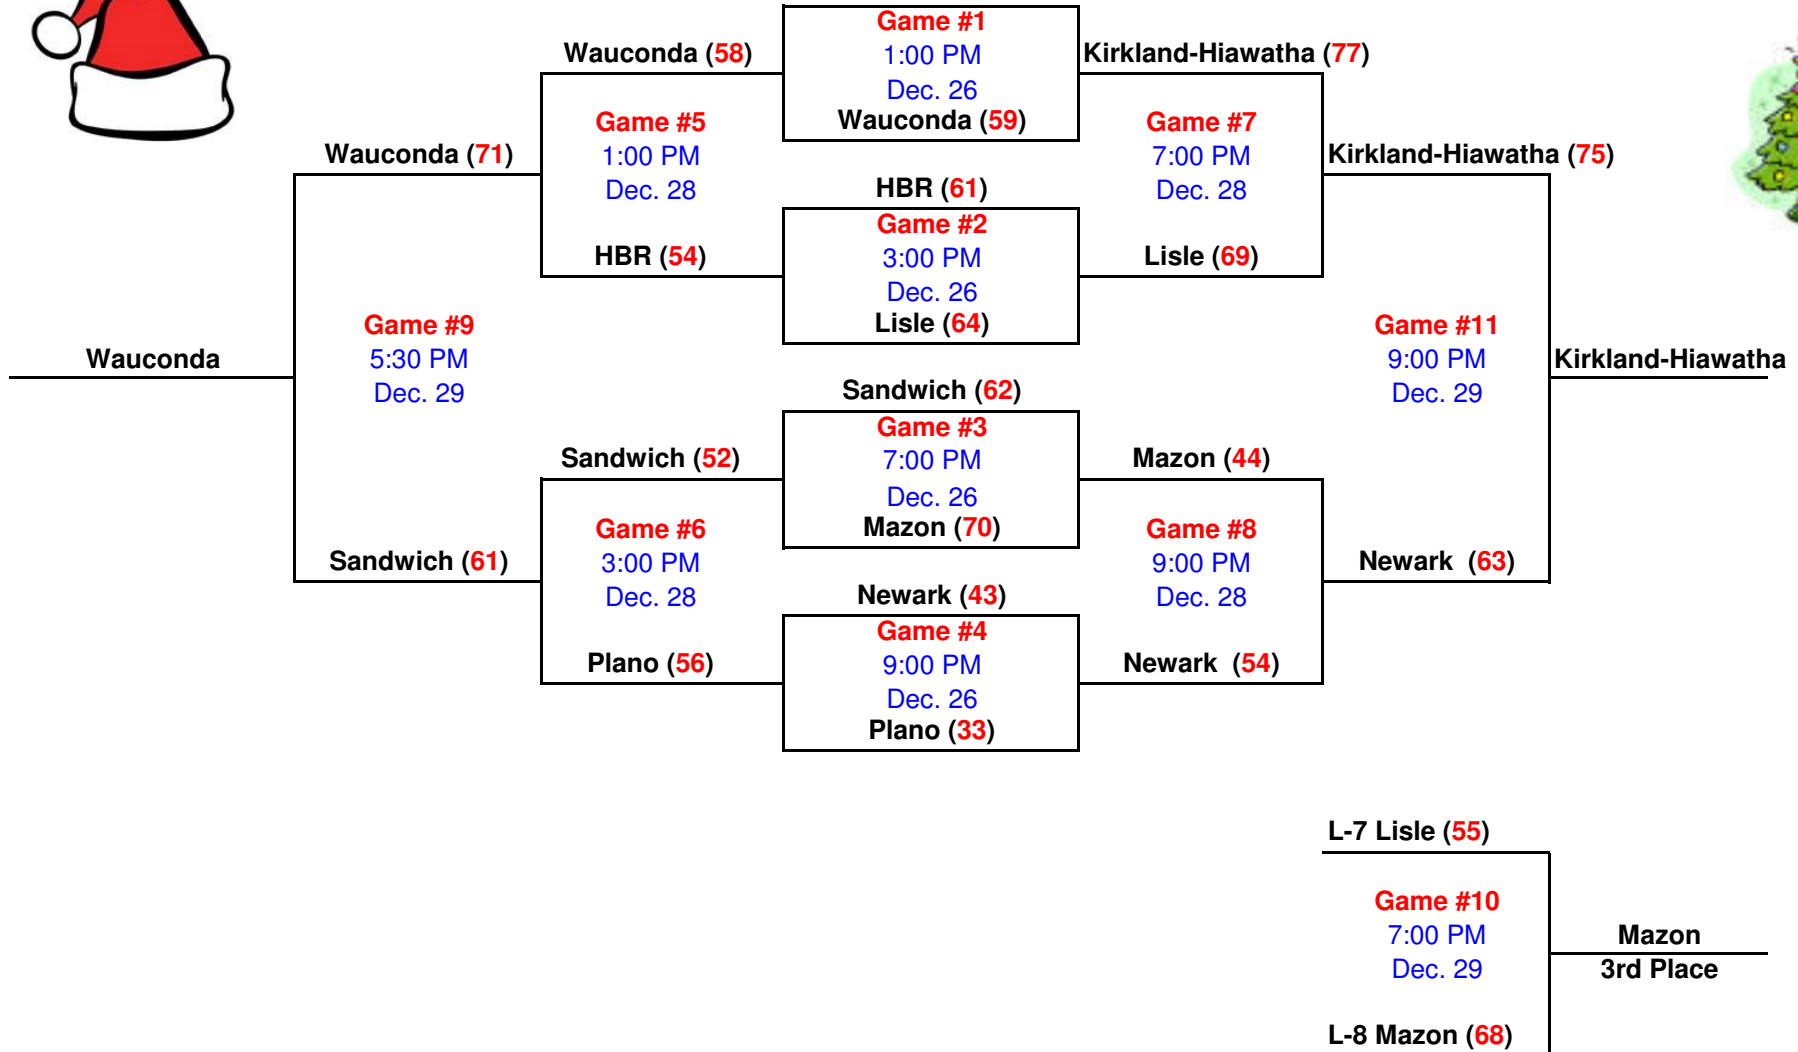 Game #1
Wauconda (58)
1:00 PM
Kirkland-Hiawatha (77)
Dec. 26
Game #5
Wauconda (59)
Game #7
Wauconda (71)
1:00 PM
7:00 PM
Kirkland-Hiawatha (75)
Dec. 28
HBR (61)
Dec. 28
Game #2
HBR (54)
3:00 PM
Lisle (69)
Dec. 26
Game #9
Lisle (64)
Game #11
Wauconda
5:30 PM
9:00 PM
Kirkland-Hiawatha
Dec. 29
Sandwich (62)
Dec. 29
Game #3
Sandwich (52)
7:00 PM
Mazon (44)
Dec. 26
Game #6
Mazon (70)
Game #8
Sandwich (61)
3:00 PM
9:00 PM
Newark (63)
Dec. 28
Newark (43)
Dec. 28
Game #4
Plano (56)
9:00 PM
Newark (54)
Dec. 26
Plano (33)
L-7 Lisle (55)
Game #10
7:00 PM
Mazon
Dec. 29
3rd Place
L-8 Mazon (68)